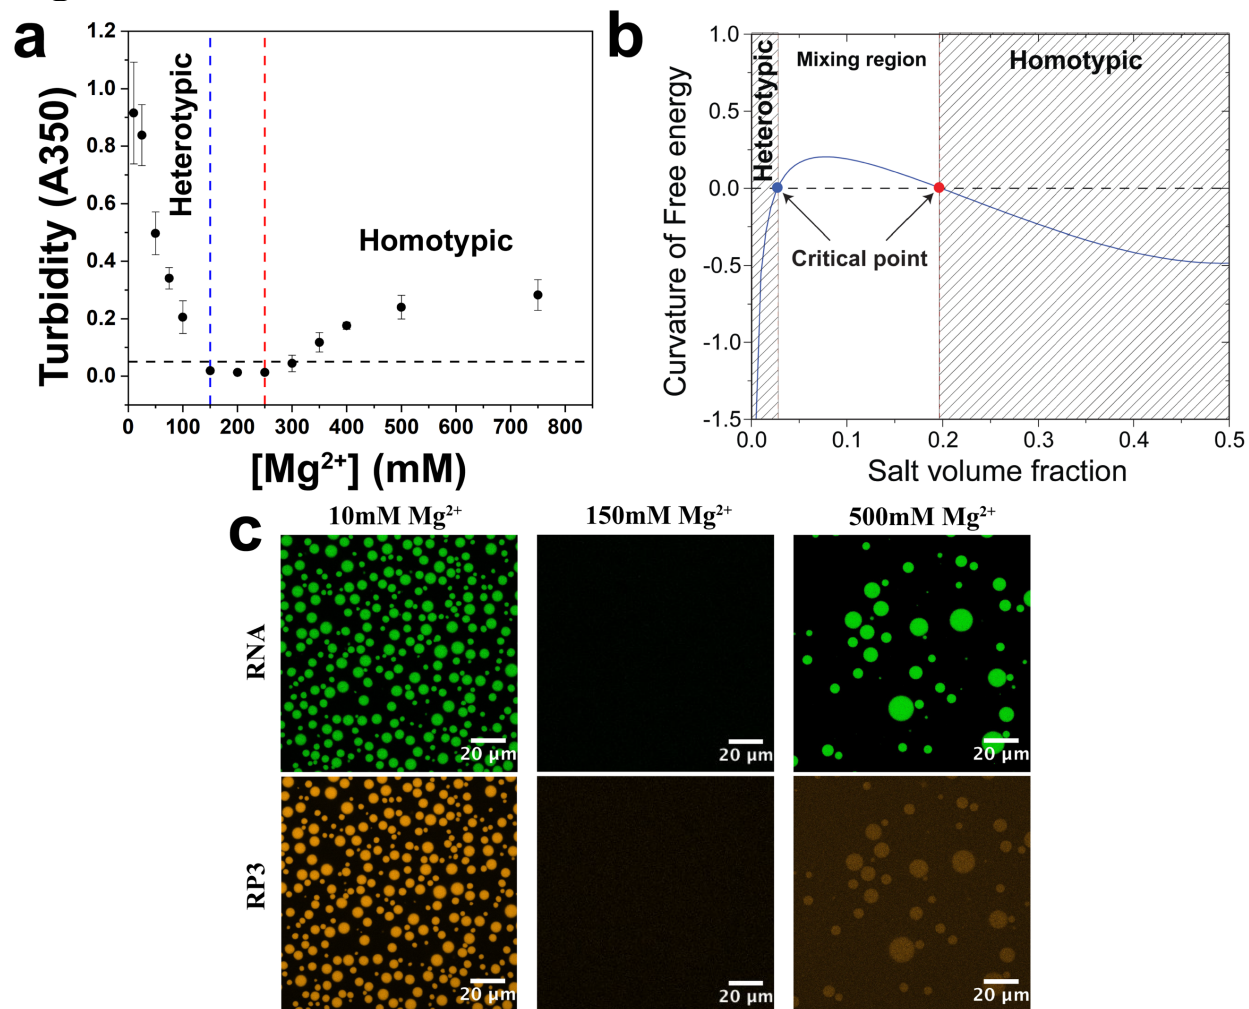 a
1.2
1.0
0.8
0.6
0.4
0.2
0.0
Turbidity (A350)
Heterotypic
Homotypic
0 100 200 300 400 500 600 700 800
[Mg²⁺] (mM)
b
1.0
0.5
0.0
-0.5
-1.0
-1.5
Curvature of Free energy
Heterotypic
Mixing region
Homotypic
Critical point
0.0 0.1 0.2 0.3 0.4 0.5
Salt volume fraction
c
10mM Mg²⁺ 150mM Mg²⁺ 500mM Mg²⁺
RNA
20 µm 20 µm 20 µm
RP3
20 µm 20 µm 20 µm